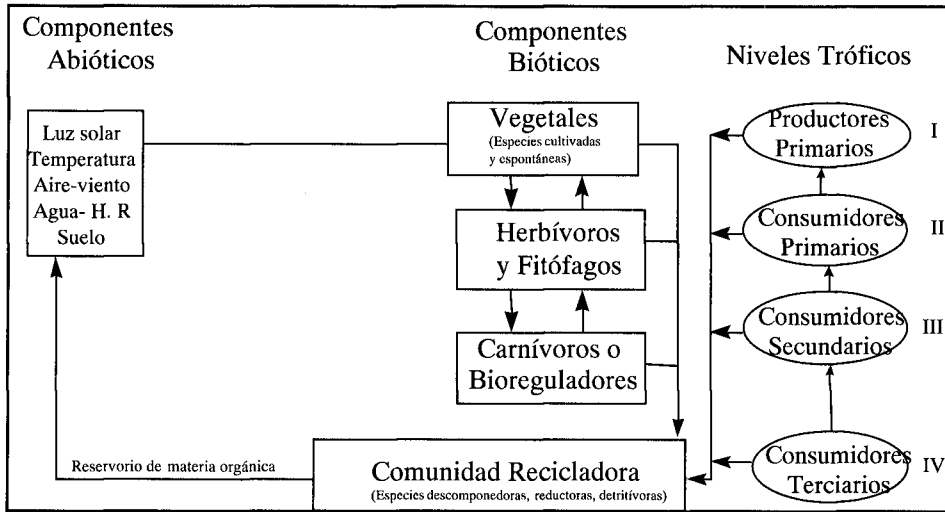 Componentes
Abióticos
Componentes
Bióticos
Niveles Tróficos
Luz solar
Temperatura
Aire-viento
Agua- H. R
Suelo
Vegetales
(Especies cultivadas
y espontáneas)
Herbívoros
y Fitófagos
Carnívoros o
Bioreguladores
Productores
Primarios
I
Consumidores
Primarios
II
Consumidores
Secundarios
III
Consumidores
Terciarios
IV
Reservorio de materia orgánica
Comunidad Recicladora
(Especies descomponedoras, reductoras, detritívoras)